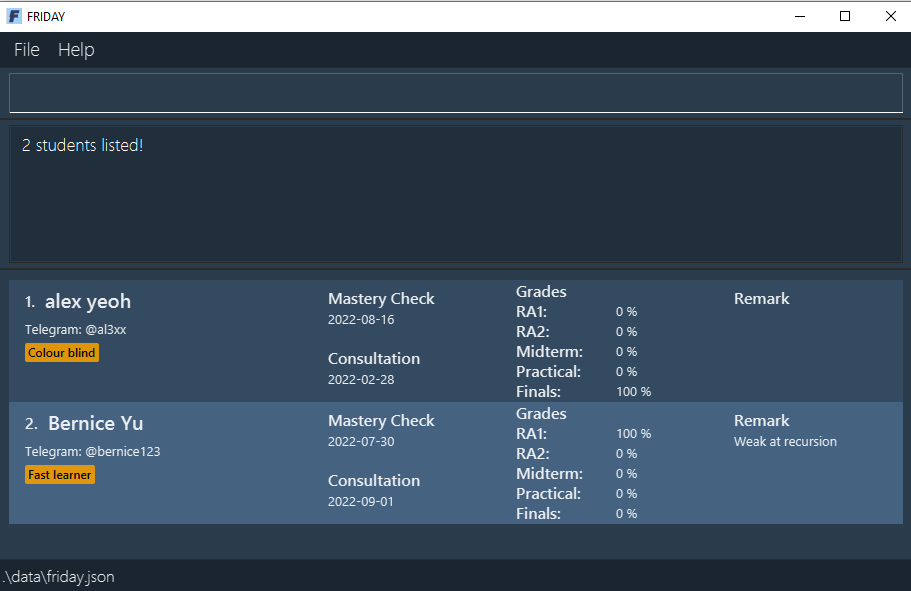 FRIDAY
File Help
2 students listed!
1. alex yeoh
Telegram: @al3xx
Colour blind
Mastery Check
2022-08-16
Consultation
2022-02-28
Grades
RA1: 0 %
RA2: 0 %
Midterm: 0 %
Practical: 0 %
Finals: 100 %
Remark
2. Bernice Yu
Telegram: @bernice123
Fast learner
Mastery Check
2022-07-30
Consultation
2022-09-01
Grades
RA1: 100 %
RA2: 0 %
Midterm: 0 %
Practical: 0 %
Finals: 0 %
Remark
Weak at recursion
.\data\friday.json